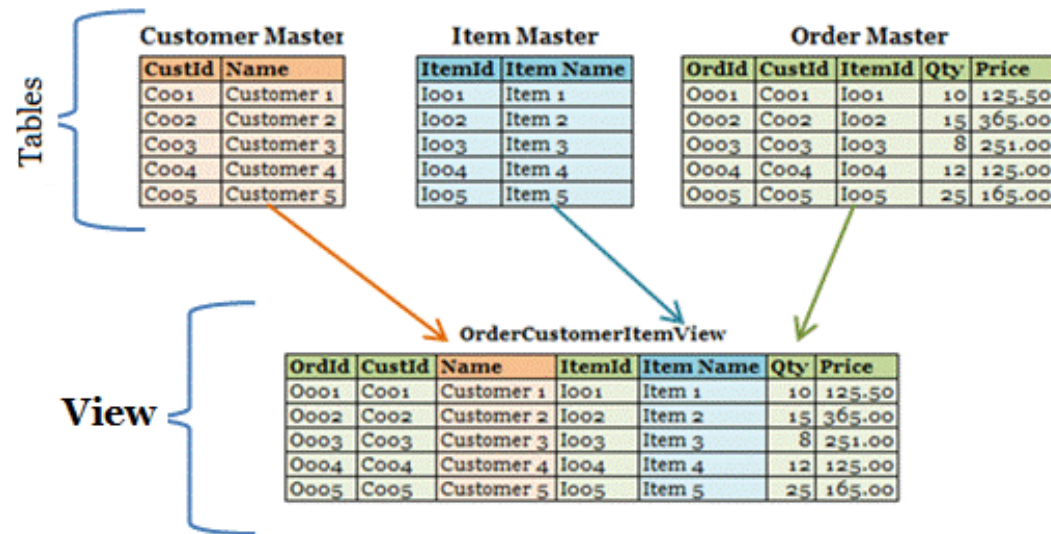 Tables
Customer Master
CustId Name
C001 Customer 1
C002 Customer 2
C003 Customer 3
C004 Customer 4
C005 Customer 5
Item Master
ItemId Item Name
I001 Item 1
I002 Item 2
I003 Item 3
I004 Item 4
I005 Item 5
Order Master
OrdId CustId ItemId Qty Price
O001 C001 I001 10 125.50
O002 C002 I002 15 365.00
O003 C003 I003 8 251.00
O004 C004 I004 12 125.00
O005 C005 I005 25 165.00
View
OrderCustomerItemView
OrdId CustId Name ItemId Item Name Qty Price
O001 C001 Customer 1 I001 Item 1 10 125.50
O002 C002 Customer 2 I002 Item 2 15 365.00
O003 C003 Customer 3 I003 Item 3 8 251.00
O004 C004 Customer 4 I004 Item 4 12 125.00
O005 C005 Customer 5 I005 Item 5 25 165.00